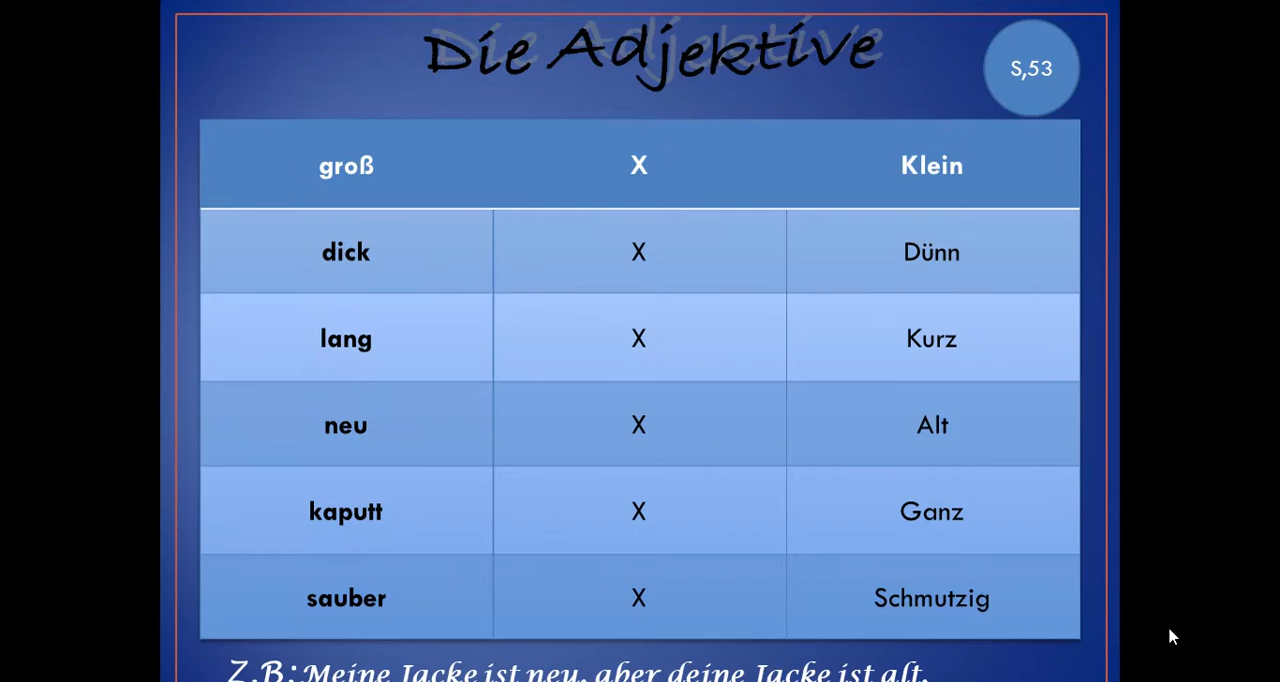 Die Adjektive
S,53
groß X Klein
dick X Dünn
lang X Kurz
neu X Alt
kaputt X Ganz
sauber X Schmutzig
Z.B: Meine Jacke ist neu, aber deine Jacke ist alt.